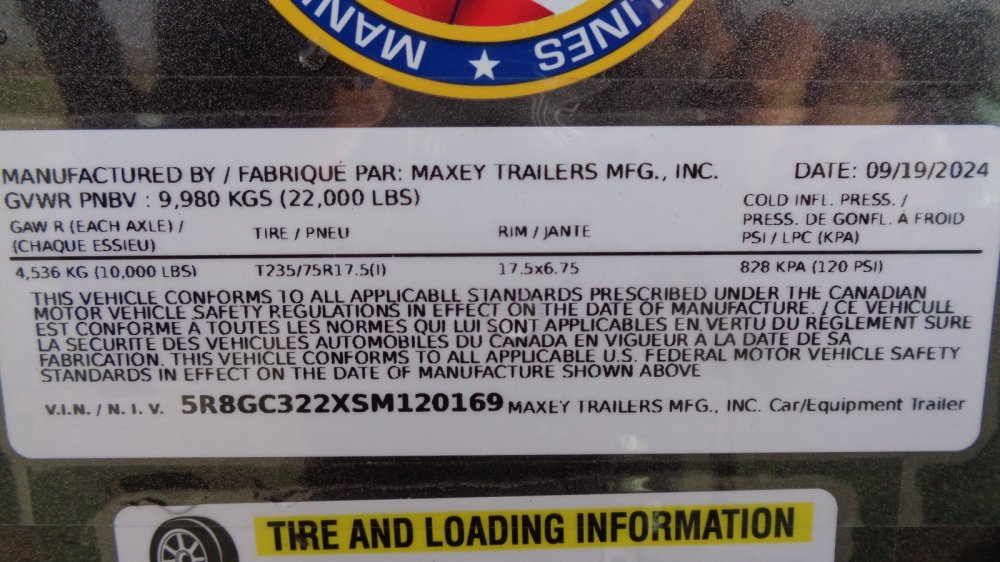 MAN
LINES
MANUFACTURED BY / FABRIQUÉ PAR: MAXEY TRAILERS MFG., INC. DATE: 09/19/2024
GVWR PNBV : 9,980 KGS (22,000 LBS)
GAW R (EACH AXLE) / (CHAQUE ESSIEU)
TIRE / PNEU
RIM / JANTE
COLD INFL. PRESS. /
PRESS. DE GONFL. A FROID
PSI / LPC (KPA)
4,536 KG (10,000 LBS) T235/75R17.5(I) 17.5x6.75 828 KPA (120 PSI)
THIS VEHICLE CONFORMS TO ALL APPLICABLE STANDARDS PRESCRIBED UNDER THE CANADIAN
MOTOR VEHICLE SAFETY REGULATIONS IN EFFECT ON THE DATE OF MANUFACTURE. / CE VEHICULE
EST CONFORME A TOUTES LES NORMES QUI LUI SONT APPLICABLES EN VERTU DU RÉGLEMENT SURE
LA SECURITE DES VEHICULES AUTOMOBILES DU CANADA EN VIGUEUR A LA DATE DE SA
FABRICATION. THIS VEHICLE CONFORMS TO ALL APPLICABLE U.S. FEDERAL MOTOR VEHICLE SAFETY
STANDARDS IN EFFECT ON THE DATE OF MANUFACTURE SHOWN ABOVE
V.I.N. / N. I. V. 5R8GC322XSM120169 MAXEY TRAILERS MFG., INC. Car/Equipment Trailer
TIRE AND LOADING INFORMATION